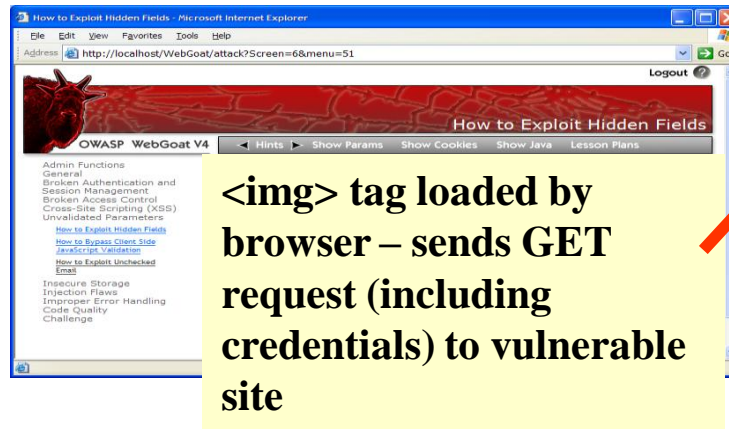 How to Exploit Hidden Fields - Microsoft Internet Explorer
File Edit View Favorites Tools Help
Address http://localhost/WebGoat/attack?Screen=6&menu=51 Go
Logout ?
How to Exploit Hidden Fields
OWASP WebGoat V4 Hints Show Params Show Cookies Show Java Lesson Plans
Admin Functions
General
Broken Authentication and
Session Management
Broken Access Control
Cross-Site Scripting (XSS)
Unvalidated Parameters
How to Exploit Hidden Fields
How to Bypass Client Side
JavaScript Validation
How to Exploit Unchecked
Email
Insecure Storage
Injection Flaws
Improper Error Handling
Code Quality
Challenge
<img> tag loaded by
browser – sends GET
request (including
credentials) to vulnerable
site